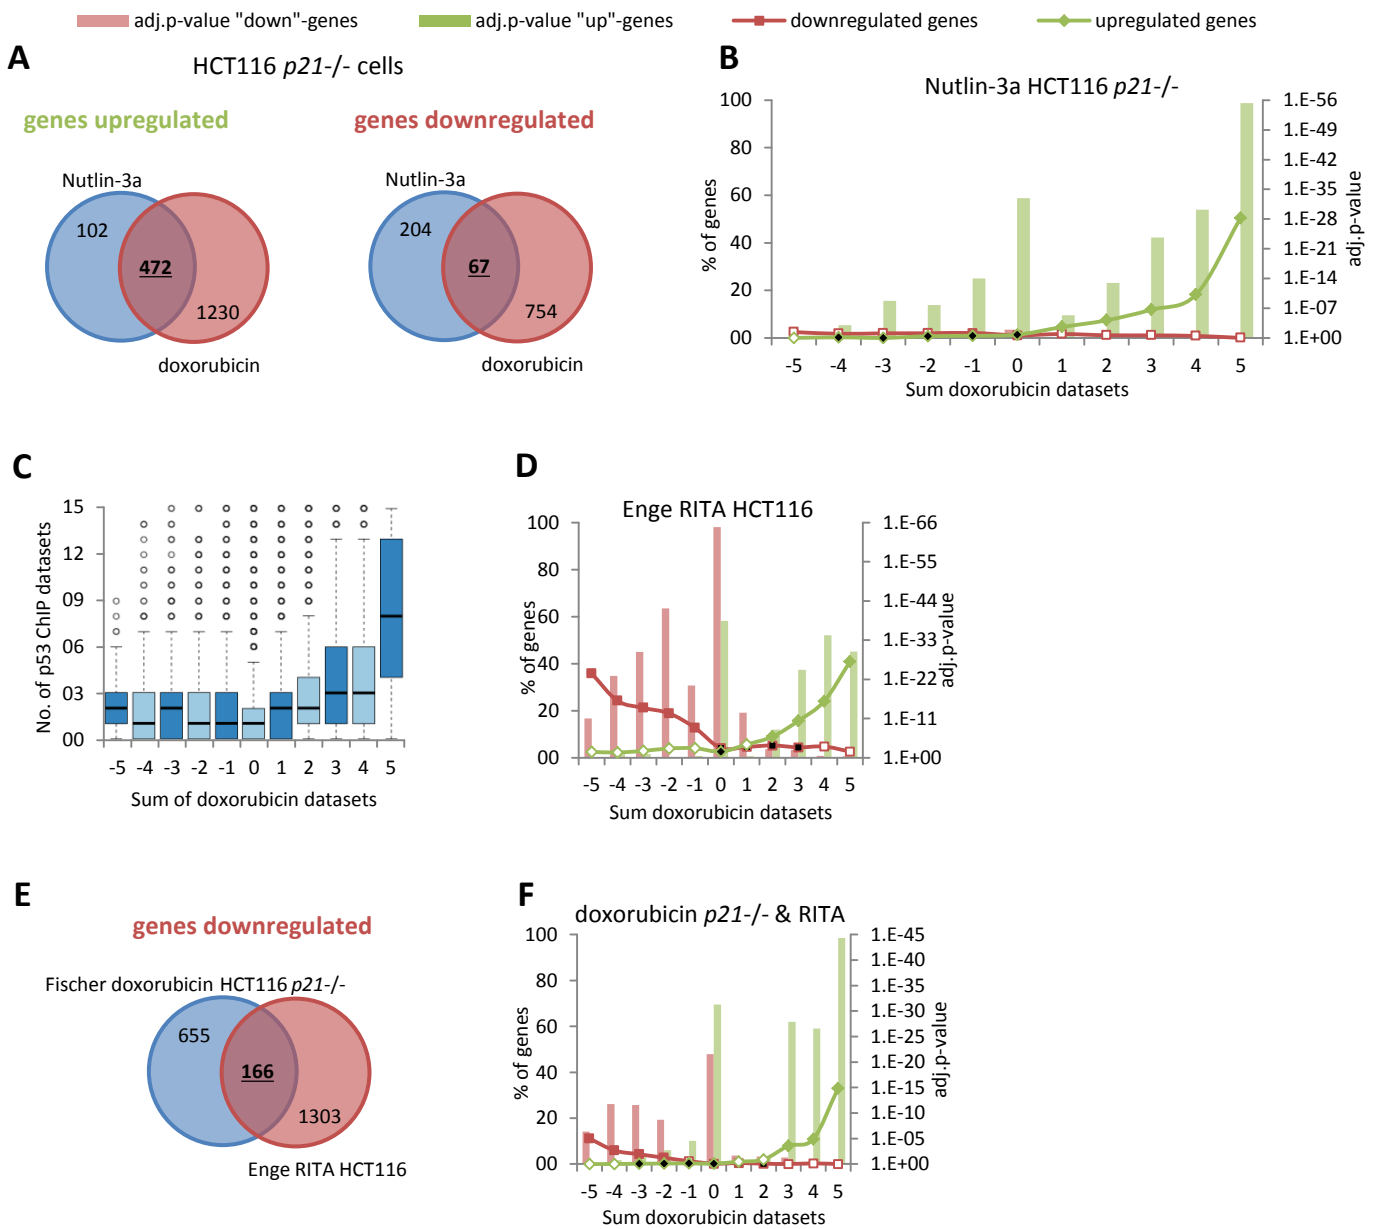 adj.p-value "down"-genes adj.p-value "up"-genes downregulated genes upregulated genes
A
HCT116 p21-/- cells
genes upregulated genes downregulated
Nutlin-3a Nutlin-3a
102 204
472 67
1230 754
doxorubicin doxorubicin
B
Nutlin-3a HCT116 p21-/-
100 1.E-56
1.E-49
80
1.E-42
60 1.E-35
1.E-28
40
1.E-21
20 1.E-14
1.E-07
00 1.E+00
% of genes
adj.p-value
-5 -4 -3 -2 -1 0 1 2 3 4 5
Sum doxorubicin datasets
C
15
12
09
06
03
00
No. of p53 ChIP datasets
-5 -4 -3 -2 -1 0 1 2 3 4 5
Sum of doxorubicin datasets
D
Enge RITA HCT116
100 1.E-66
1.E-55
80
1.E-44
60
1.E-33
40
1.E-22
20
1.E-11
00 1.E+00
% of genes
adj.p-value
-5 -4 -3 -2 -1 0 1 2 3 4 5
Sum doxorubicin datasets
E
genes downregulated
Fischer doxorubicin HCT116 p21-/-
655
166
1303
Enge RITA HCT116
F
doxorubicin p21-/- & RITA
100 1.E-45
1.E-40
80
1.E-35
1.E-30
60
1.E-25
1.E-20
40
1.E-15
20
1.E-10
1.E-05
00 1.E+00
% of genes
adj.p-value
-5 -4 -3 -2 -1 0 1 2 3 4 5
Sum doxorubicin datasets